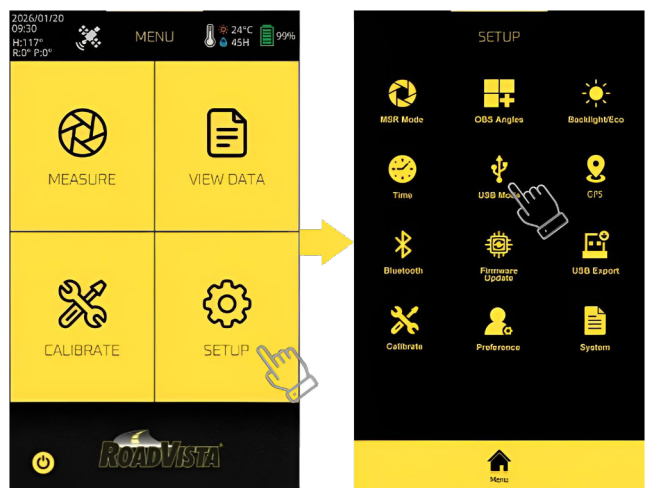 2026/01/20
09:30
H:117°
R:0° P:0°
MENU
24°C
45H
99%
MEASURE
VIEW DATA
CALIBRATE
SETUP
ROADVISTA
SETUP
MSR Mode
OBS Angles
Backlight/Eco
Time
USB Mode
GPS
Bluetooth
Firmware
Update
USB Export
Calibrate
Preference
System
Menu